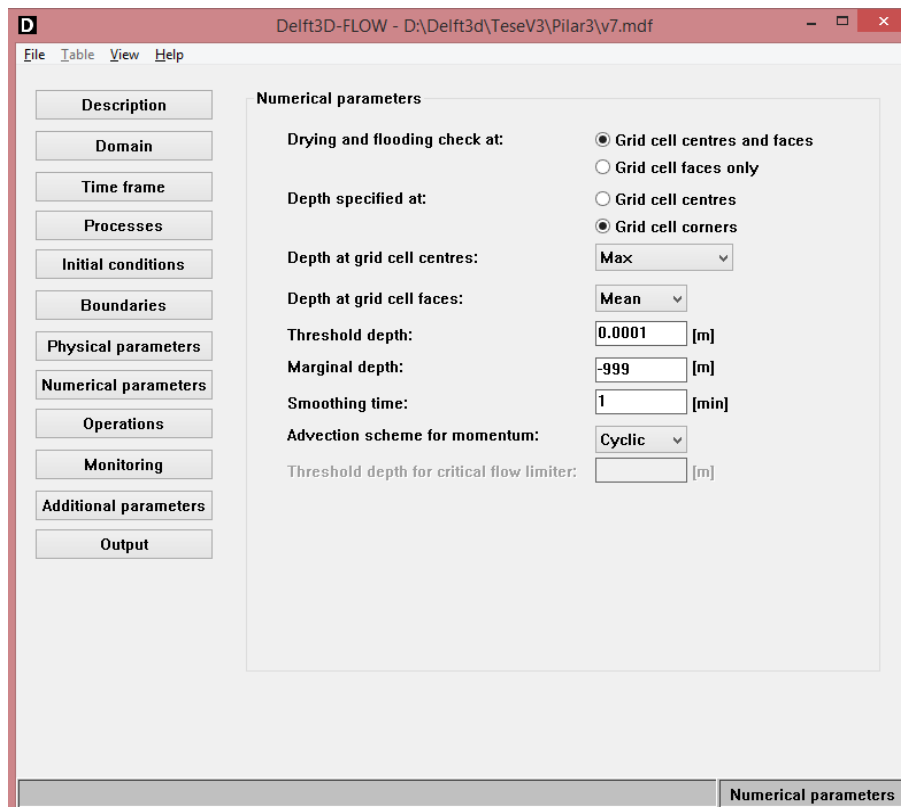 D Delft3D-FLOW - D:\Delft3d\TeseV3\Pilar3\v7.mdf
File Table View Help
Description
Domain
Time frame
Processes
Initial conditions
Boundaries
Physical parameters
Numerical parameters
Operations
Monitoring
Additional parameters
Output
Numerical parameters
Drying and flooding check at: Grid cell centres and faces
Grid cell faces only
Depth specified at: Grid cell centres
Grid cell corners
Depth at grid cell centres: Max
Depth at grid cell faces: Mean
Threshold depth: 0.0001 [m]
Marginal depth: -999 [m]
Smoothing time: 1 [min]
Advection scheme for momentum: Cyclic
Threshold depth for critical flow limiter: [m]
Numerical parameters